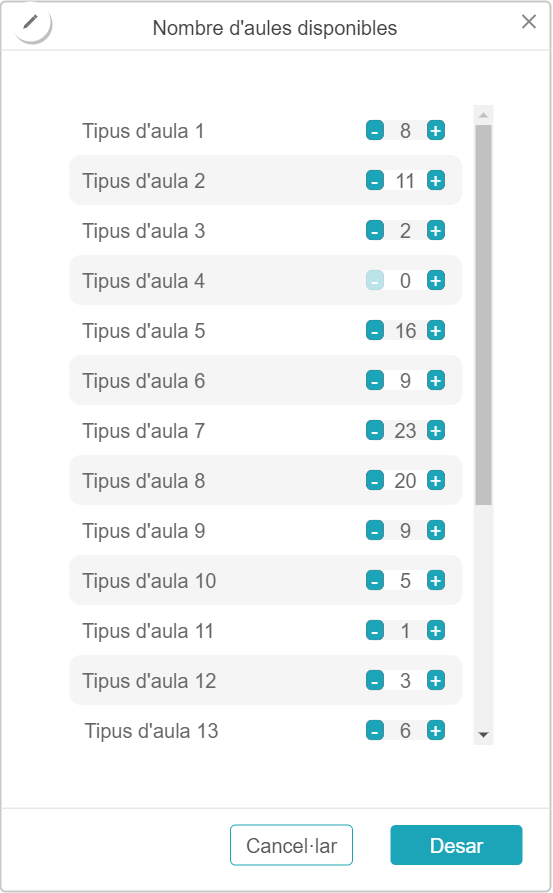 Nombre d'aules disponibles
Tipus d'aula 1 - 8 +
Tipus d'aula 2 - 11 +
Tipus d'aula 3 - 2 +
Tipus d'aula 4 - 0 +
Tipus d'aula 5 - 16 +
Tipus d'aula 6 - 9 +
Tipus d'aula 7 - 23 +
Tipus d'aula 8 - 20 +
Tipus d'aula 9 - 9 +
Tipus d'aula 10 - 5 +
Tipus d'aula 11 - 1 +
Tipus d'aula 12 - 3 +
Tipus d'aula 13 - 6 +
Cancel·lar Desar